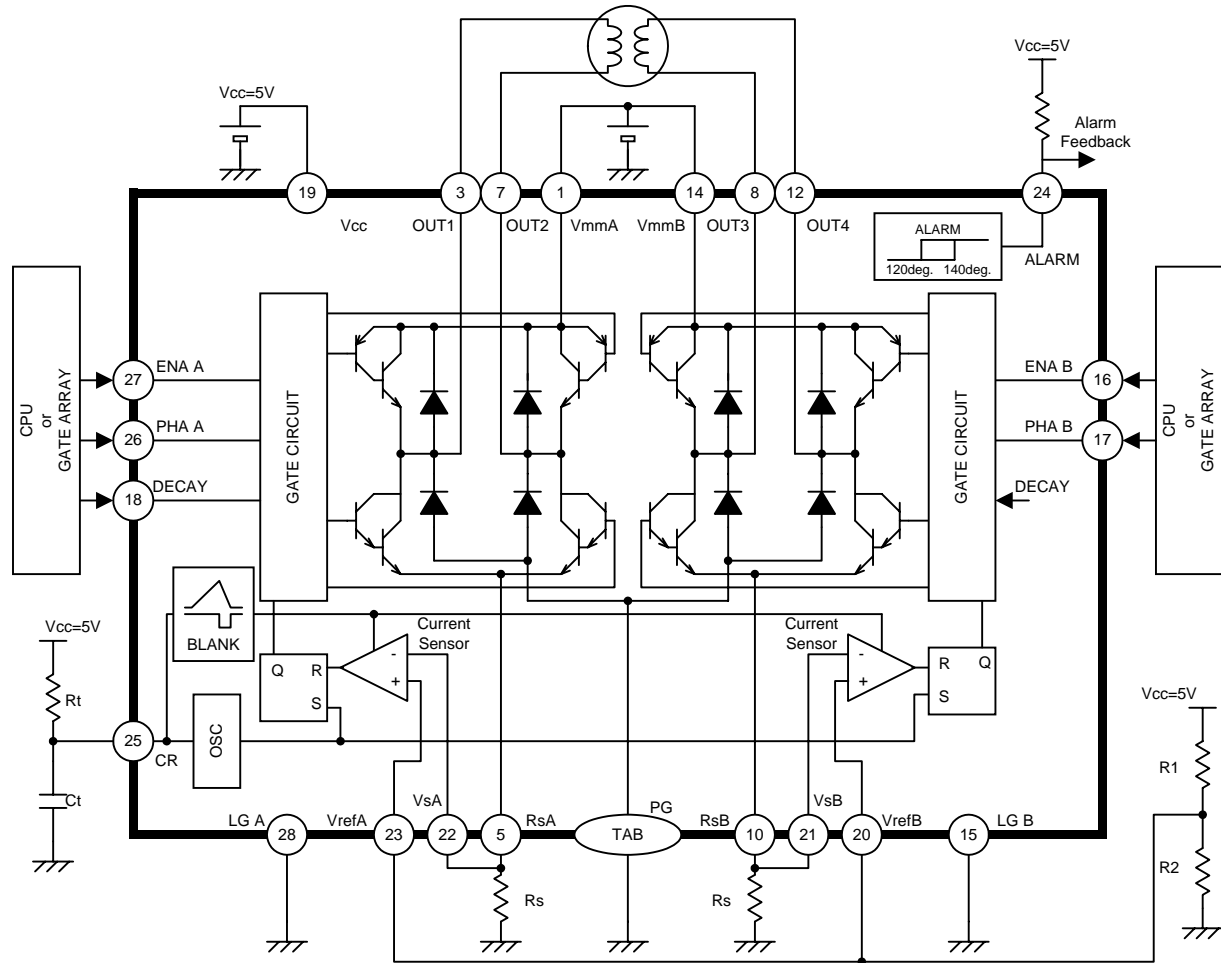 Vcc=5V
Vcc=5V
Alarm
Feedback
19
3
7
1
14
8
12
24
Vcc
OUT1
OUT2
VmmA
VmmB
OUT3
OUT4
ALARM
120deg.
140deg.
ALARM
CPU
or
GATE ARRAY
27
ENA A
26
PHA A
18
DECAY
GATE CIRCUIT
GATE CIRCUIT
ENA B
16
PHA B
17
DECAY
CPU
or
GATE ARRAY
BLANK
Current
Sensor
Current
Sensor
Vcc=5V
Rt
Q
R
S
-
+
-
+
R
Q
S
Vcc=5V
25
CR
OSC
Ct
R1
R2
LG A
28
VrefA
23
VsA
22
5
RsA
PG
TAB
RsB
10
VsB
21
20
VrefB
15
LG B
Rs
Rs